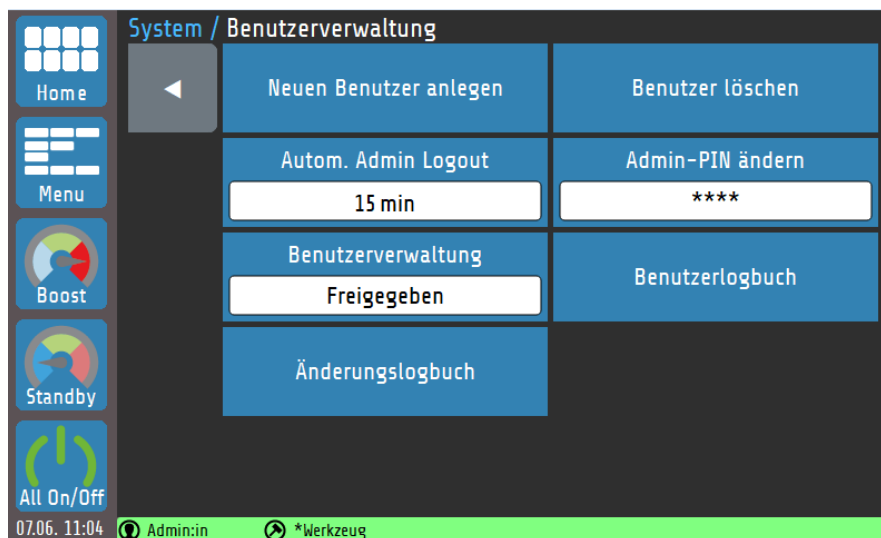 System / Benutzerverwaltung
Home
Neuen Benutzer anlegen
Benutzer löschen
Menu
Autom. Admin Logout
15 min
Admin-PIN ändern
****
Boost
Benutzerverwaltung
Freigegeben
Benutzerlogbuch
Standby
Änderungslogbuch
All On/Off
07.06. 11:04
Admin:in
*Werkzeug